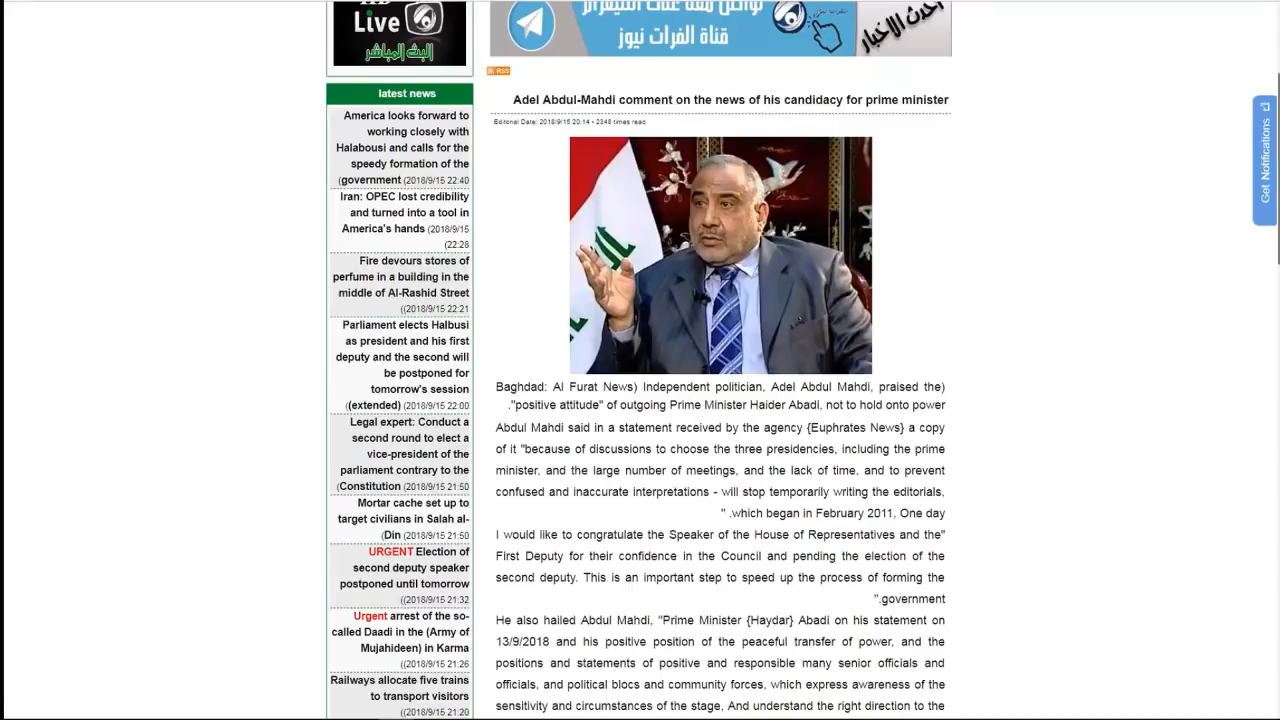 Live
البث المباشر
تواصل معنا على التليغرام
قناة الفرات نيوز
أحدث الاخبار
RSS
latest news
America looks forward to
working closely with
Halabousi and calls for the
speedy formation of the
(government (2018/9/15 22:40
Iran: OPEC lost credibility
and turned into a tool in
America's hands (2018/9/15
(22:28
Fire devours stores of
perfume in a building in the
middle of Al-Rashid Street
((2018/9/15 22:21
Parliament elects Halbusi
as president and his first
deputy and the second will
be postponed for
tomorrow's session
(extended) (2018/9/15 22:00
Legal expert: Conduct a
second round to elect a
vice-president of the
parliament contrary to the
(Constitution (2018/9/15 21:50
Mortar cache set up to
target civilians in Salah al-
(Din (2018/9/15 21:50
URGENT Election of
second deputy speaker
postponed until tomorrow
((2018/9/15 21:32
Urgent arrest of the so-
called Daadi in the (Army of
Mujahideen) in Karma
((2018/9/15 21:26
Railways allocate five trains
to transport visitors
((2018/9/15 21:20
Adel Abdul-Mahdi comment on the news of his candidacy for prime minister
Editorial Date: 2018/9/15 20:14 • 2348 times read
Baghdad: Al Furat News) Independent politician, Adel Abdul Mahdi, praised the)
."positive attitude" of outgoing Prime Minister Haider Abadi, not to hold onto power
Abdul Mahdi said in a statement received by the agency {Euphrates News} a copy
of it "because of discussions to choose the three presidencies, including the prime
minister, and the large number of meetings, and the lack of time, and to prevent
confused and inaccurate interpretations - will stop temporarily writing the editorials,
" .which began in February 2011, One day
I would like to congratulate the Speaker of the House of Representatives and the"
First Deputy for their confidence in the Council and pending the election of the
second deputy. This is an important step to speed up the process of forming the
".government
He also hailed Abdul Mahdi, "Prime Minister {Haydar} Abadi on his statement on
13/9/2018 and his positive position of the peaceful transfer of power, and the
positions and statements of positive and responsible many senior officials and
officials, and political blocs and community forces, which express awareness of the
sensitivity and circumstances of the stage, And understand the right direction to the
Get Notifications